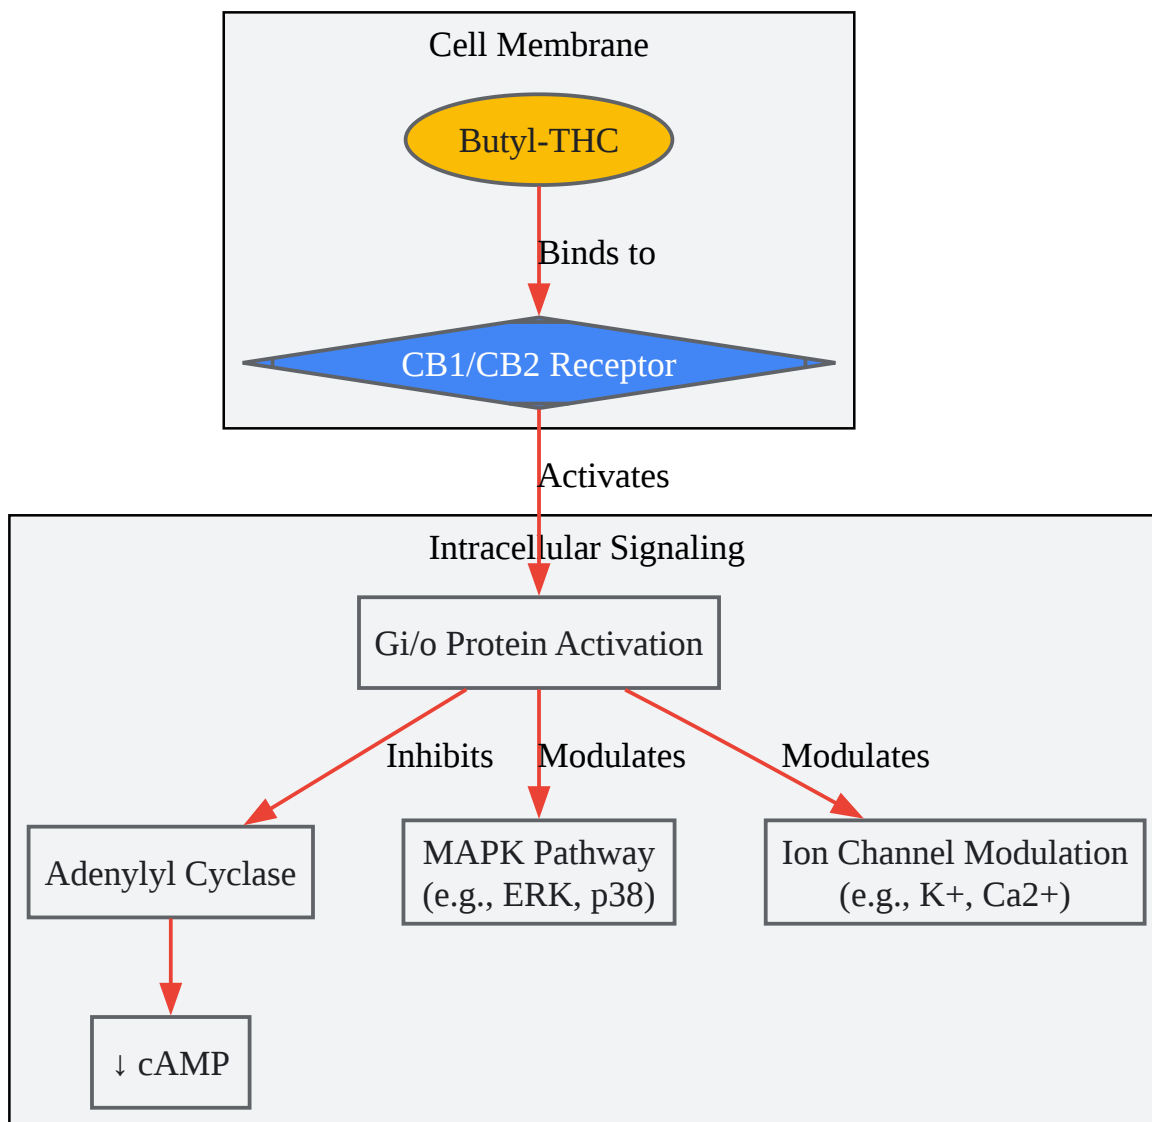 Cell Membrane
Butyl-THC
Binds to
CB1/CB2 Receptor
Activates
Intracellular Signaling
Gi/o Protein Activation
Inhibits
Modulates
Modulates
Adenylyl Cyclase
MAPK Pathway
(e.g., ERK, p38)
Ion Channel Modulation
(e.g., K+, Ca2+)
↓ cAMP